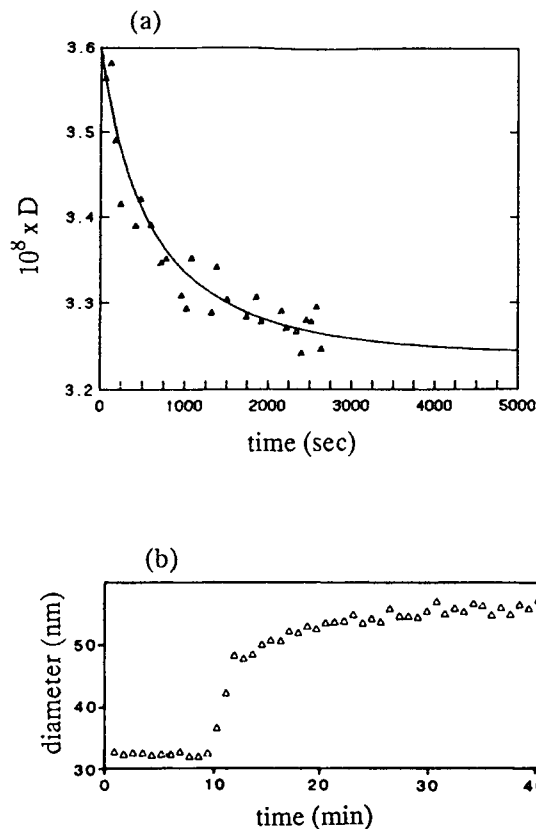 (a)
3.6
3.5
3.4
3.3
3.2
10⁸ x D
0 1000 2000 3000 4000 5000
time (sec)
(b)
50
40
30
diameter (nm)
0 10 20 30 40
time (min)